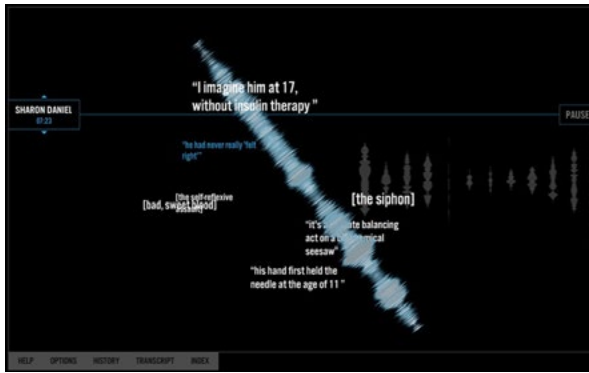 “I imagine him at 17,
without insulin therapy ”
SHARON DANIEL
07:23
PAUSE
“he had never really ‘felt
right’”
[the self-reflexive
[bad, sweet blood]
[the siphon]
“it's a
balancing
act on a
seesaw”
“his hand first held the
needle at the age of 11 ”
HELP OPTIONS HISTORY TRANSCRIPT INDEX